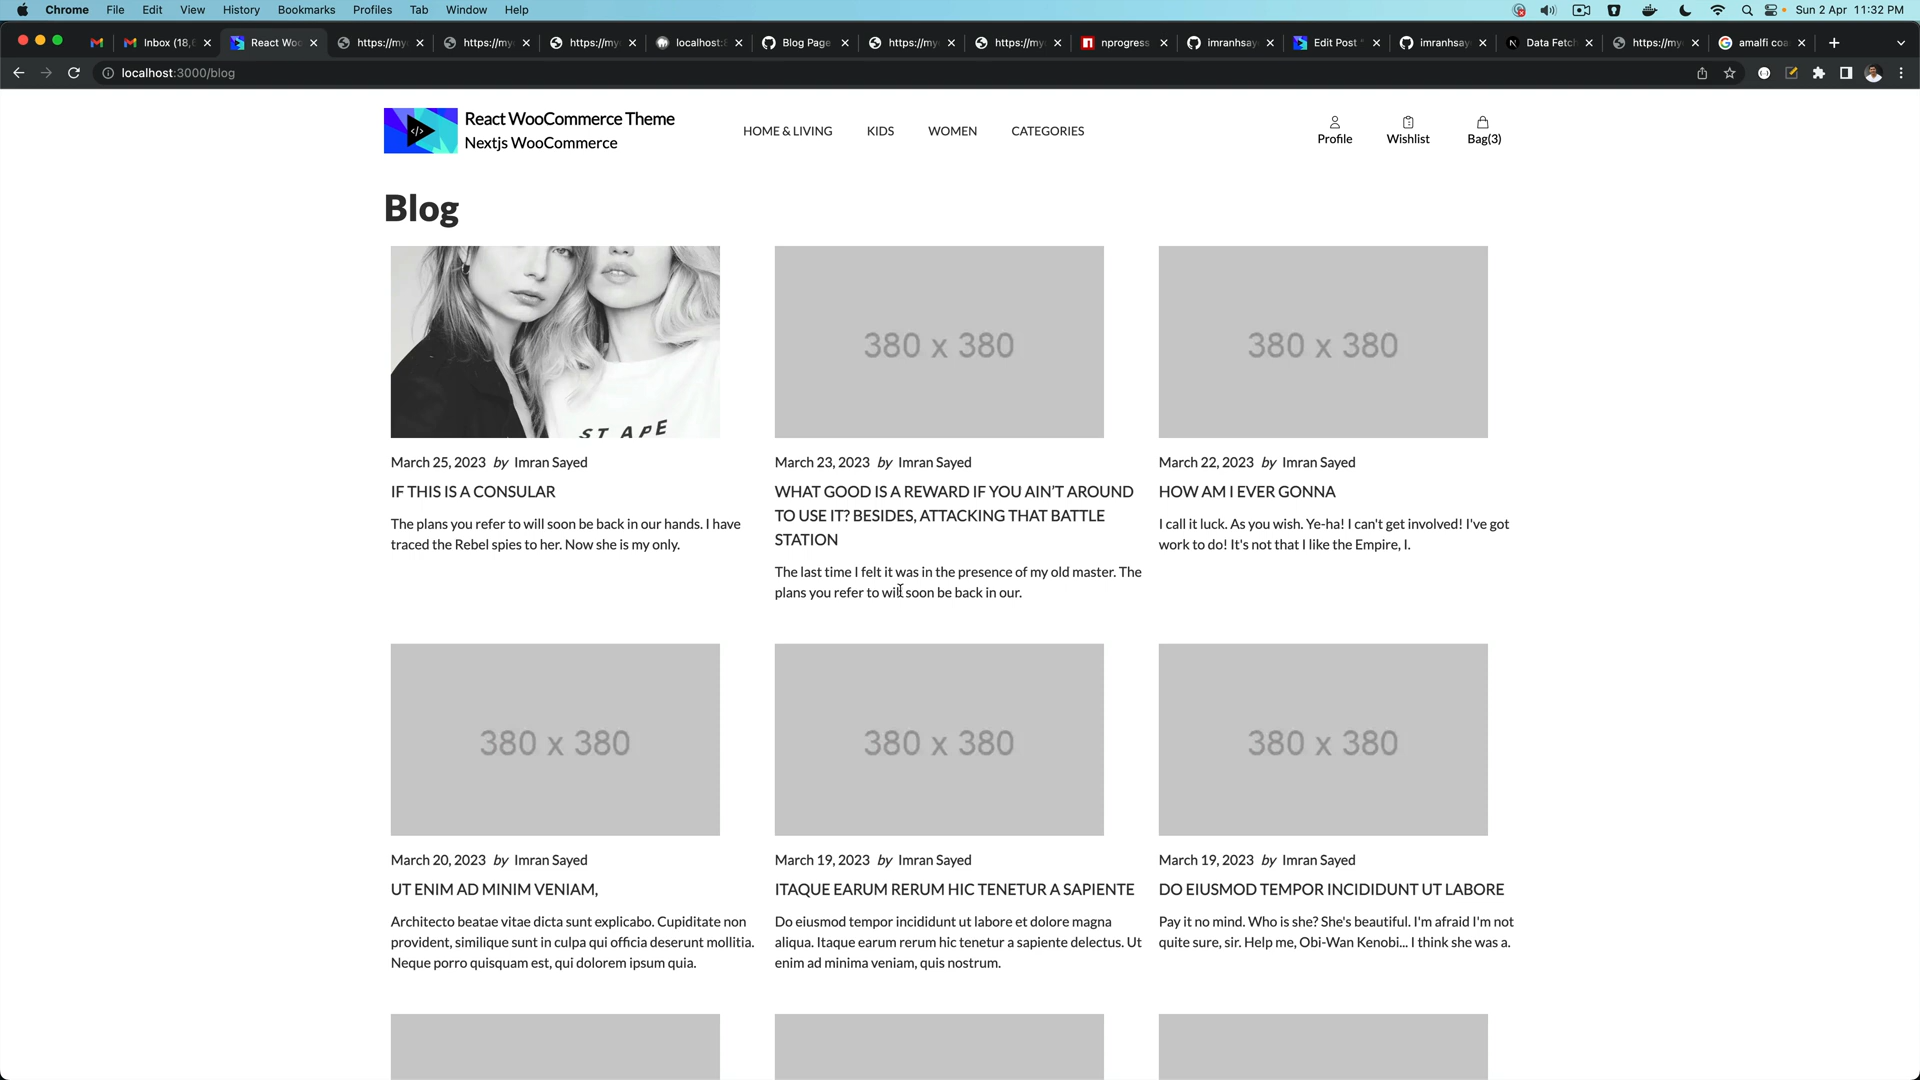 Chrome File Edit View History Bookmarks Profiles Tab Window Help Sun 2 Apr 11:32 PM
Inbox (18, React Woo https://my https://my https://my localhost: Blog Page https://my https://my nprogress imranhsay Edit Post " imranhsay Data Fetch https://my amalfi coa
localhost:3000/blog
React WooCommerce Theme
Nextjs WooCommerce
HOME & LIVING KIDS WOMEN CATEGORIES
Profile Wishlist Bag(3)
Blog
ST APE
380 x 380
380 x 380
March 25, 2023 by Imran Sayed
IF THIS IS A CONSULAR
The plans you refer to will soon be back in our hands. I have
traced the Rebel spies to her. Now she is my only.
March 23, 2023 by Imran Sayed
WHAT GOOD IS A REWARD IF YOU AIN’T AROUND
TO USE IT? BESIDES, ATTACKING THAT BATTLE
STATION
The last time I felt it was in the presence of my old master. The
plans you refer to will soon be back in our.
March 22, 2023 by Imran Sayed
HOW AM I EVER GONNA
I call it luck. As you wish. Ye-ha! I can't get involved! I've got
work to do! It's not that I like the Empire, I.
380 x 380
380 x 380
380 x 380
March 20, 2023 by Imran Sayed
UT ENIM AD MINIM VENIAM,
Architecto beatae vitae dicta sunt explicabo. Cupiditate non
provident, similique sunt in culpa qui officia deserunt mollitia.
Neque porro quisquam est, qui dolorem ipsum quia.
March 19, 2023 by Imran Sayed
ITAQUE EARUM RERUM HIC TENETUR A SAPIENTE
Do eiusmod tempor incididunt ut labore et dolore magna
aliqua. Itaque earum rerum hic tenetur a sapiente delectus. Ut
enim ad minima veniam, quis nostrum.
March 19, 2023 by Imran Sayed
DO EIUSMOD TEMPOR INCIDIDUNT UT LABORE
Pay it no mind. Who is she? She's beautiful. I'm afraid I'm not
quite sure, sir. Help me, Obi-Wan Kenobi... I think she was a.